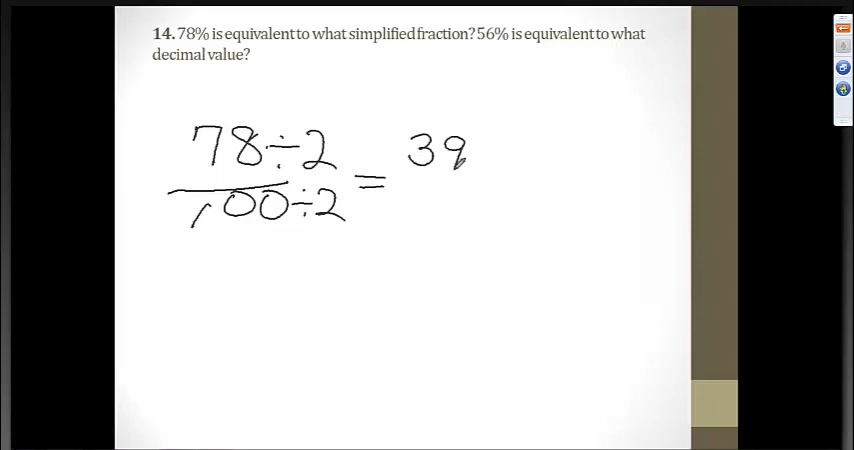 14. 78% is equivalent to what simplified fraction? 56% is equivalent to what
decimal value?
78÷2
100÷2
= 39